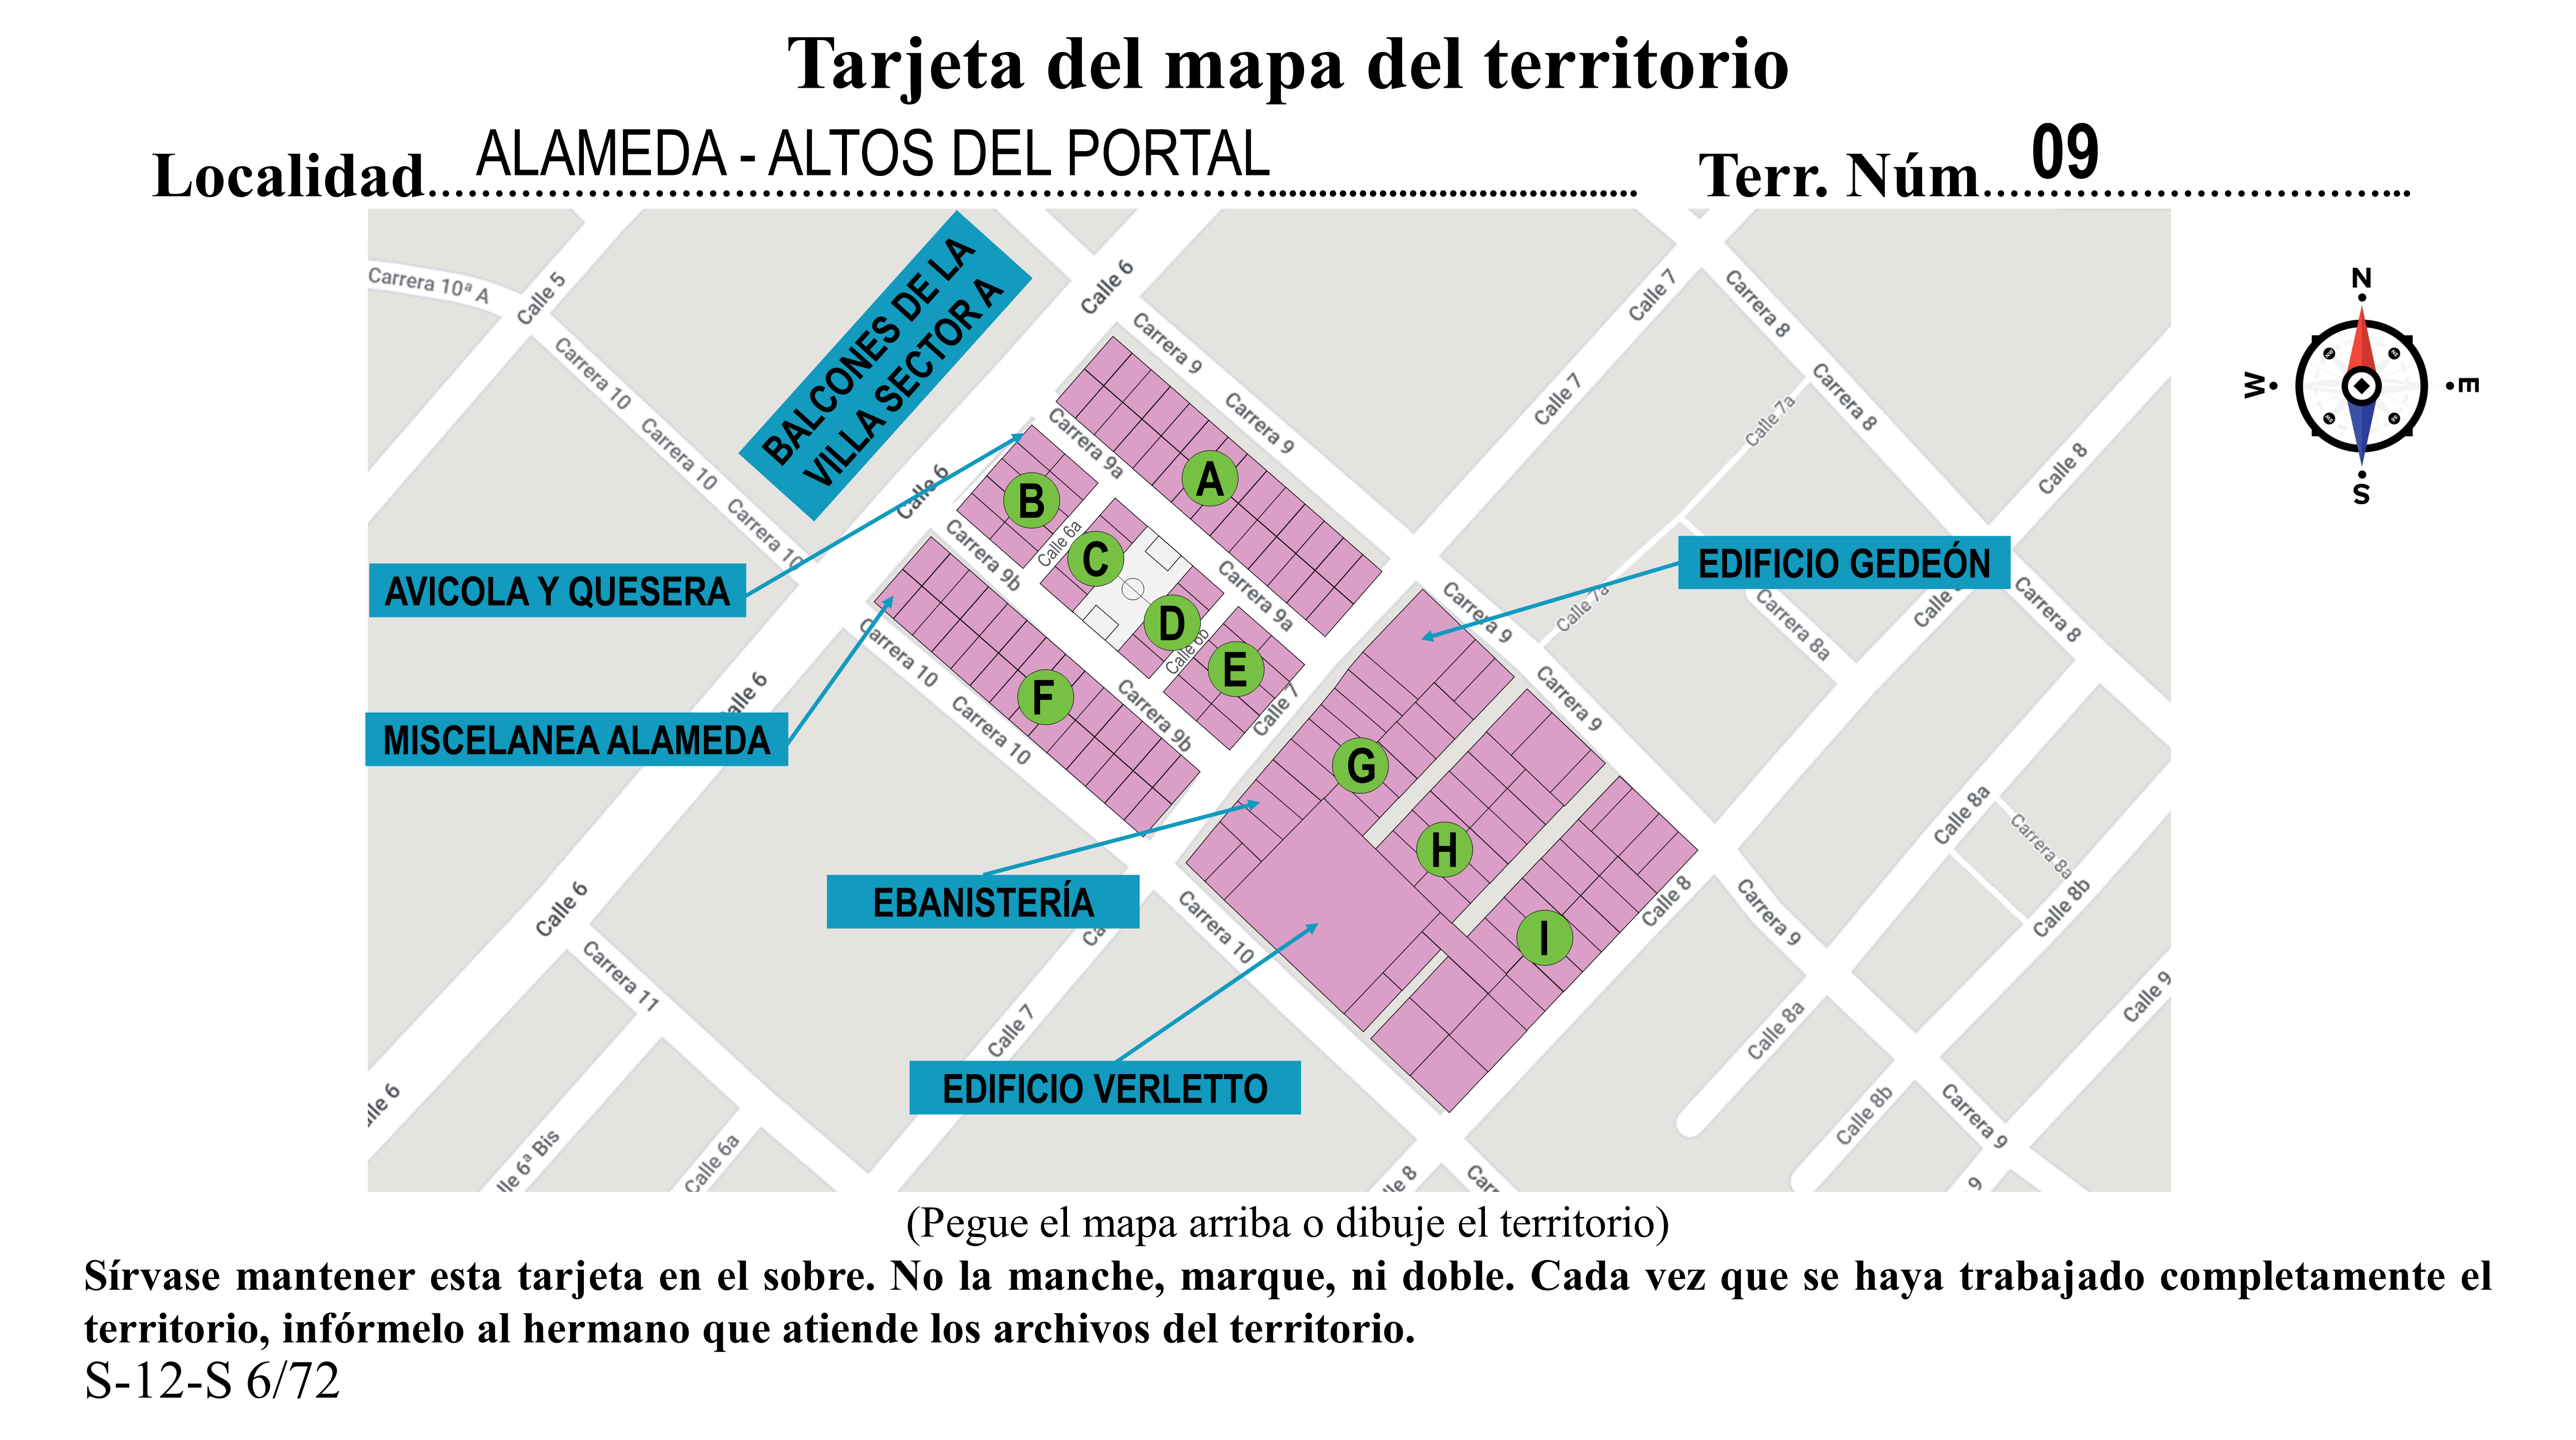 Tarjeta del mapa del territorio
Localidad ALAMEDA - ALTOS DEL PORTAL Terr. Núm 09
BALCONES DE LA
VILLA SECTOR A
Carrera 10ª A
Calle 5
Calle 6
Calle 7
Carrera 8
Carrera 9
Carrera 10
Carrera 8
Calle 7
Calle 7a
Carrera 9
Carrera 10
Carrera 9a
Calle 8
Calle 6
Carrera 10
A
B
Calle 6a
C
Carrera 9b
Carrera 9a
D
Calle 6b
E
F
AVICOLA Y QUESERA
EDIFICIO GEDEÓN
Carrera 9
Calle 7a
Carrera 8a
Carrera 8
Carrera 10
Carrera 10
Carrera 9b
Calle 7
Carrera 9
MISCELANEA ALAMEDA
G
H
I
Calle 8a
Carrera 8a
Calle 8b
EBANISTERÍA
Calle 6
Carrera 11
Carrera 10
Calle 8
Carrera 9
EDIFICIO VERLETTO
Calle 7
Calle 8a
Calle 9
Calle 8b
Carrera 9
lle 6ª Bis
Calle 6a
lle 8
9
N
W
E
S
(Pegue el mapa arriba o dibuje el territorio)
Sírvase mantener esta tarjeta en el sobre. No la manche, marque, ni doble. Cada vez que se haya trabajado completamente el
territorio, infórmelo al hermano que atiende los archivos del territorio.
S-12-S 6/72